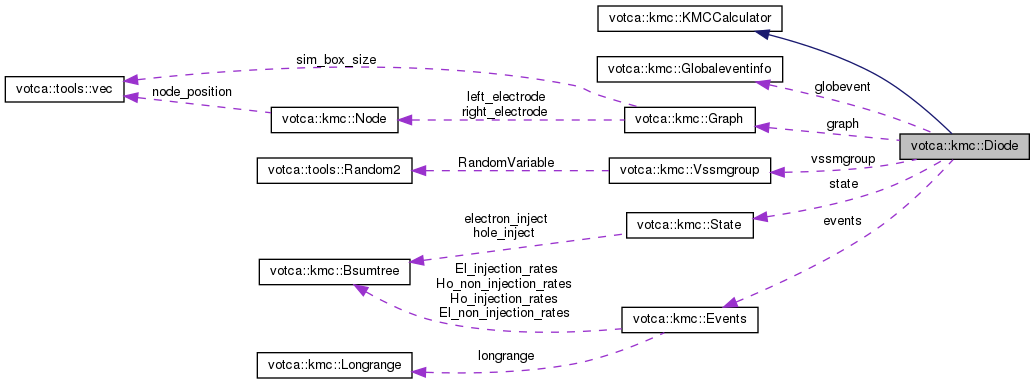 votca::kmc::KMCCalculator
votca::kmc::Globaleventinfo
sim_box_size
votca::tools::vec
node_position
left_electrode
right_electrode
votca::kmc::Node
votca::kmc::Graph
globevent
graph
votca::kmc::Diode
votca::tools::Random2
RandomVariable
votca::kmc::Vssmgroup
vssmgroup
state
electron_inject
hole_inject
votca::kmc::State
events
votca::kmc::Bsumtree
El_injection_rates
Ho_non_injection_rates
Ho_injection_rates
El_non_injection_rates
votca::kmc::Events
votca::kmc::Longrange
longrange